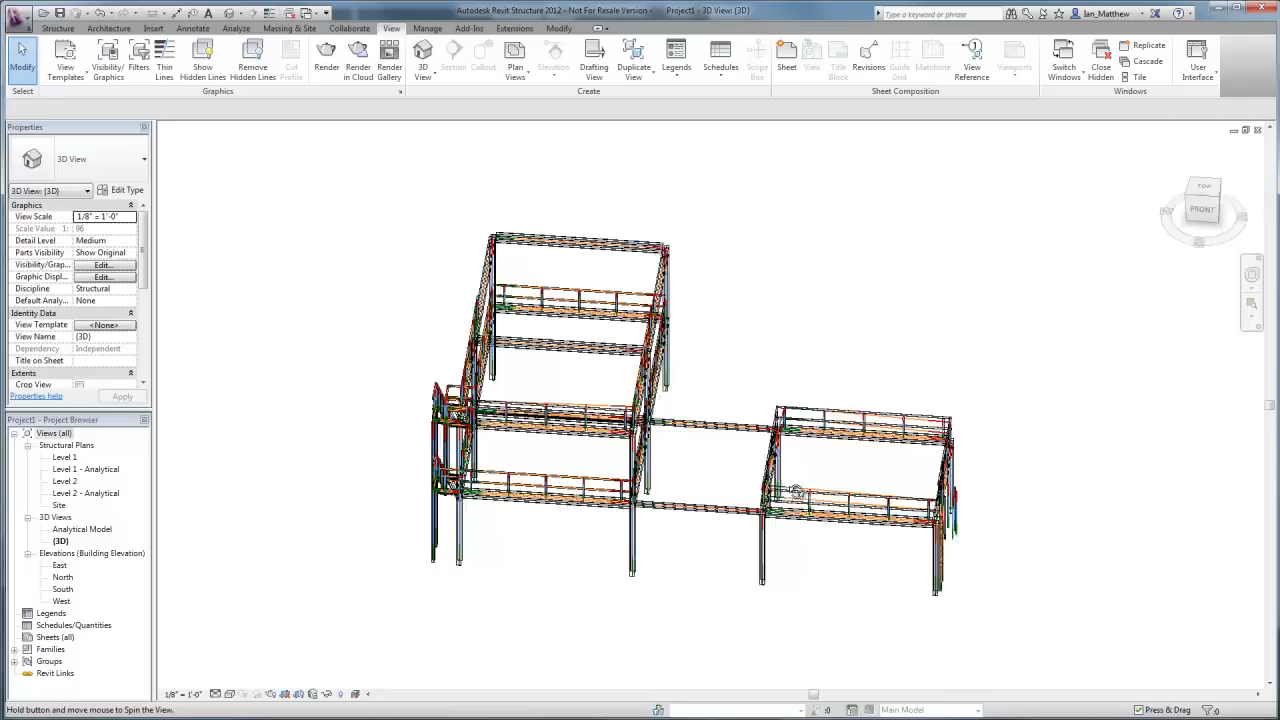 Autodesk Revit Structure 2012 - Not For Resale Version - Project1 - 3D View: {3D}
Type a keyword or phrase
Ian_Matthew
Structure Architecture Insert Annotate Analyze Massing & Site Collaborate View Manage Add-Ins Extensions Modify
Modify
View Templates
Visibility/ Graphics
Filters
Thin Lines
Show Hidden Lines
Remove Hidden Lines
Cut Profile
Render
Render in Cloud
Render Gallery
3D View
Section
Callout
Plan Views
Elevation
Drafting View
Duplicate View
Legends
Schedules
Scope Box
Sheet
View
Title Block
Revisions
Guide Grid
Matchline
View Reference
Viewports
Switch Windows
Close Hidden
Replicate
Cascade
Tile
User Interface
Select Graphics Create Sheet Composition Windows
Properties
3D View
3D View: {3D} Edit Type
Graphics
View Scale 1/8" = 1'-0"
Scale Value 1: 96
Detail Level Medium
Parts Visibility Show Original
Visibility/Grap... Edit...
Graphic Displ... Edit...
Discipline Structural
Default Analy... None
Identity Data
View Template <None>
View Name {3D}
Dependency Independent
Title on Sheet
Extents
Crop View
Properties help Apply
Project1 - Project Browser
Views (all)
Structural Plans
Level 1
Level 1 - Analytical
Level 2
Level 2 - Analytical
Site
3D Views
Analytical Model
{3D}
Elevations (Building Elevation)
East
North
South
West
Legends
Schedules/Quantities
Sheets (all)
Families
Groups
Revit Links
TOP
FRONT
1/8" = 1'-0"
Hold button and move mouse to Spin the View.
:0
Main Model
Press & Drag
:0